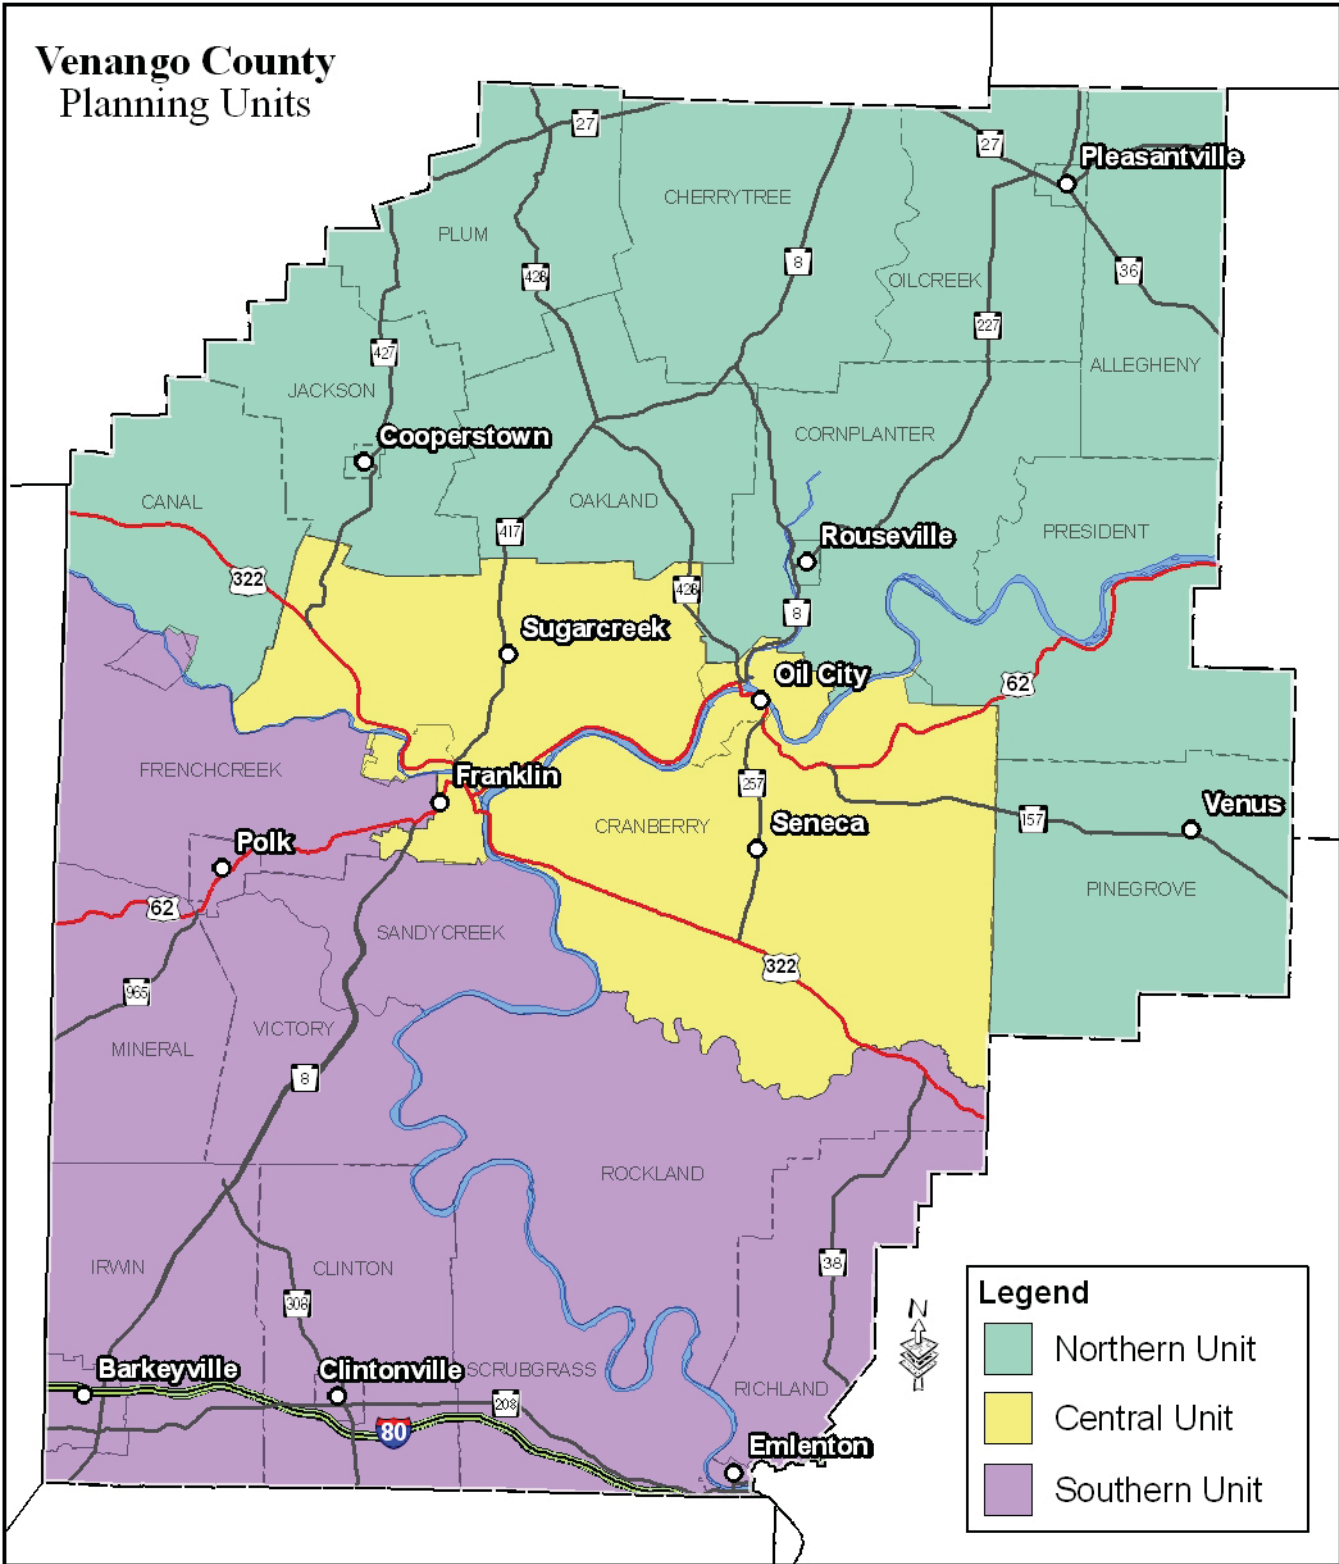 Venango County
Planning Units
27
27
Pleasantville
CHERRYTREE
PLUM
8
428
36
OILCREEK
227
427
ALLEGHENY
JACKSON
Cooperstown
CORNPLANTER
CANAL
OAKLAND
417
Rouseville
PRESIDENT
322
428
8
Sugarcreek
Oil City
62
FRENCHCREEK
Franklin
257
Venus
157
CRANBERRY
Seneca
Polk
PINEGROVE
62
SANDYCREEK
322
965
VICTORY
MINERAL
8
ROCKLAND
IRWIN
CLINTON
38
308
N
Legend
Northern Unit
Central Unit
Southern Unit
Barkeyville
Clintonville
SCRUBGRASS
RICHLAND
208
80
Emlenton